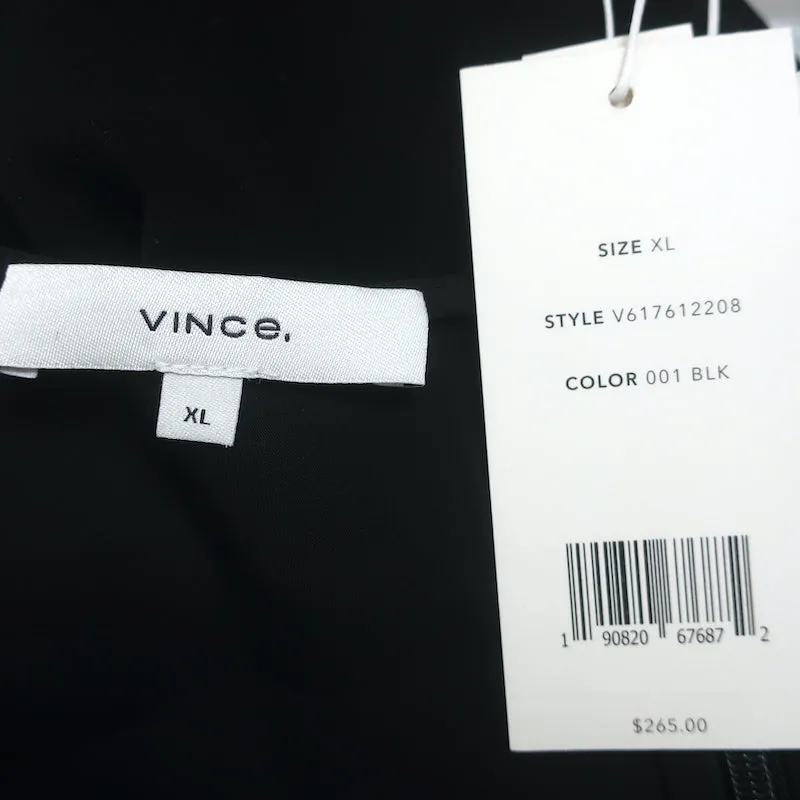 VINCE.
XL
SIZE XL
STYLE V617612208
COLOR 001 BLK
1 90820 67687 2
$265.00